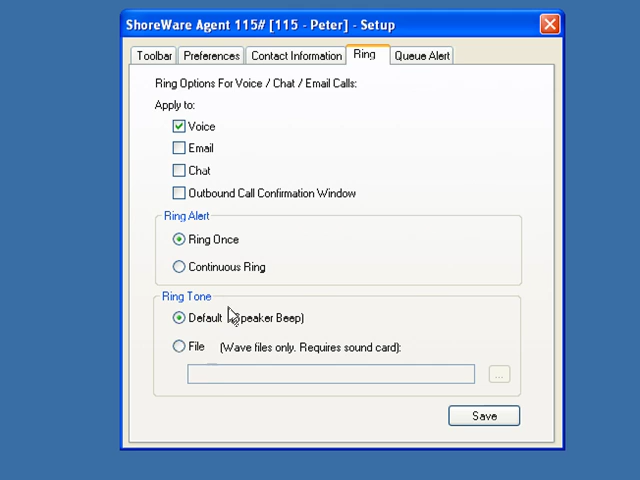 ShoreWare Agent 115# [115 - Peter] - Setup
Toolbar Preferences Contact Information Ring Queue Alert
Ring Options For Voice / Chat / Email Calls:
Apply to:
Voice
Email
Chat
Outbound Call Confirmation Window
Ring Alert
Ring Once
Continuous Ring
Ring Tone
Default (Speaker Beep)
File (Wave files only. Requires sound card):
...
Save